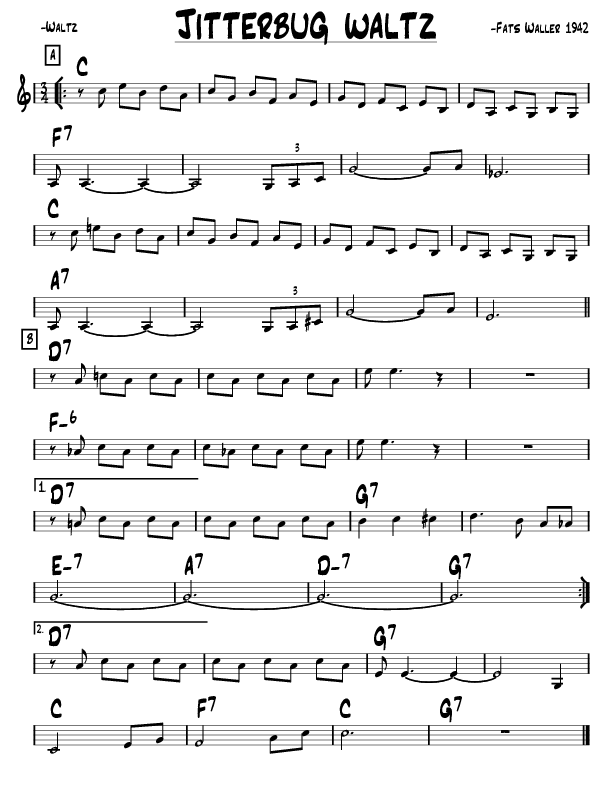 -Waltz Jitterbug Waltz -Fats Waller 1942
A
C
3
4
F7
3
C
A7
3
B
D7
F-6
1.
D7 G7
E-7 A7 D-7 G7
2.
D7 G7
C F7 C G7